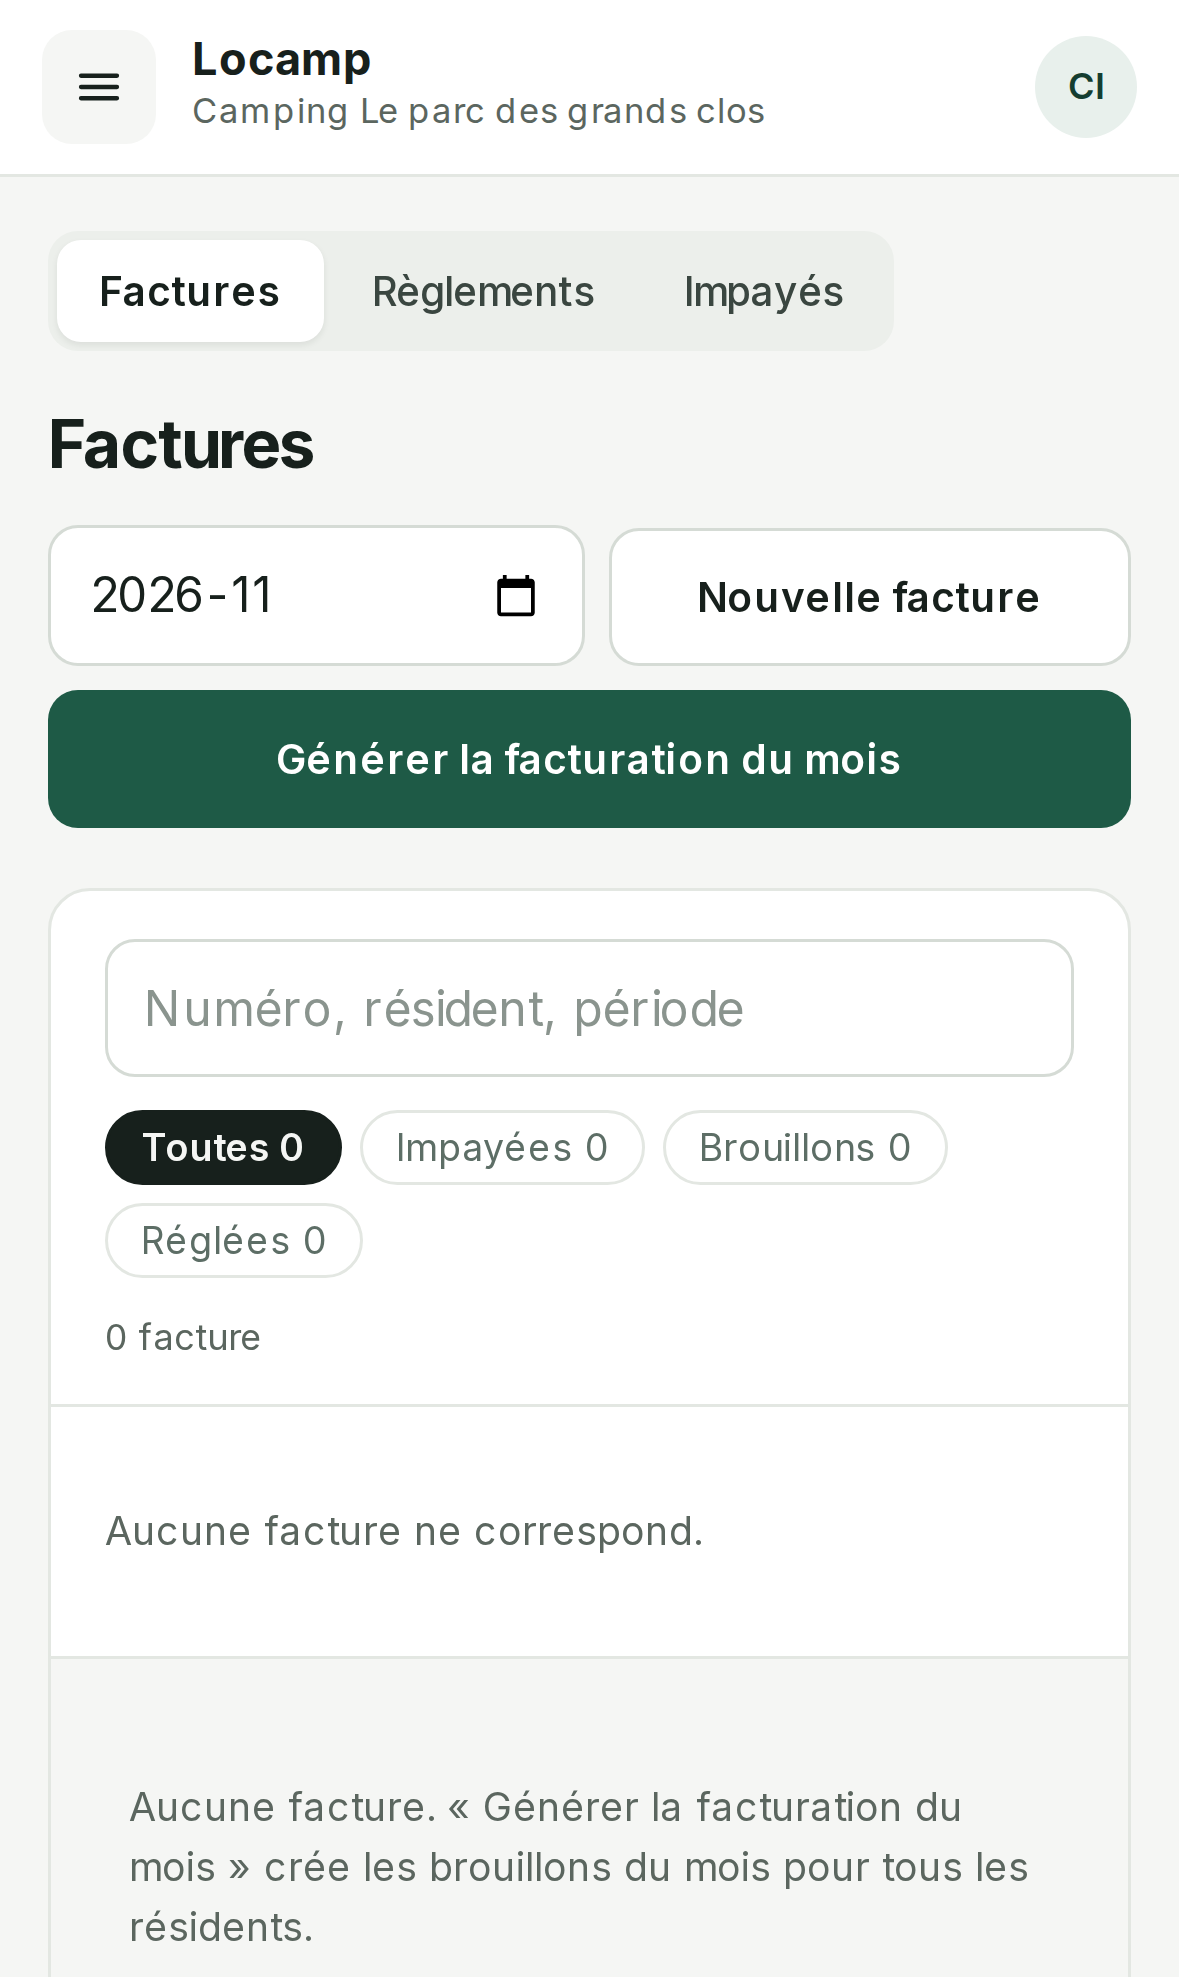 Locamp
Camping Le parc des grands clos
CI
Factures
Règlements
Impayés
Factures
2026-11
Nouvelle facture
Générer la facturation du mois
Numéro, résident, période
Toutes 0
Impayées 0
Brouillons 0
Réglées 0
0 facture
Aucune facture ne correspond.
Aucune facture. « Générer la facturation du
mois » crée les brouillons du mois pour tous les
résidents.